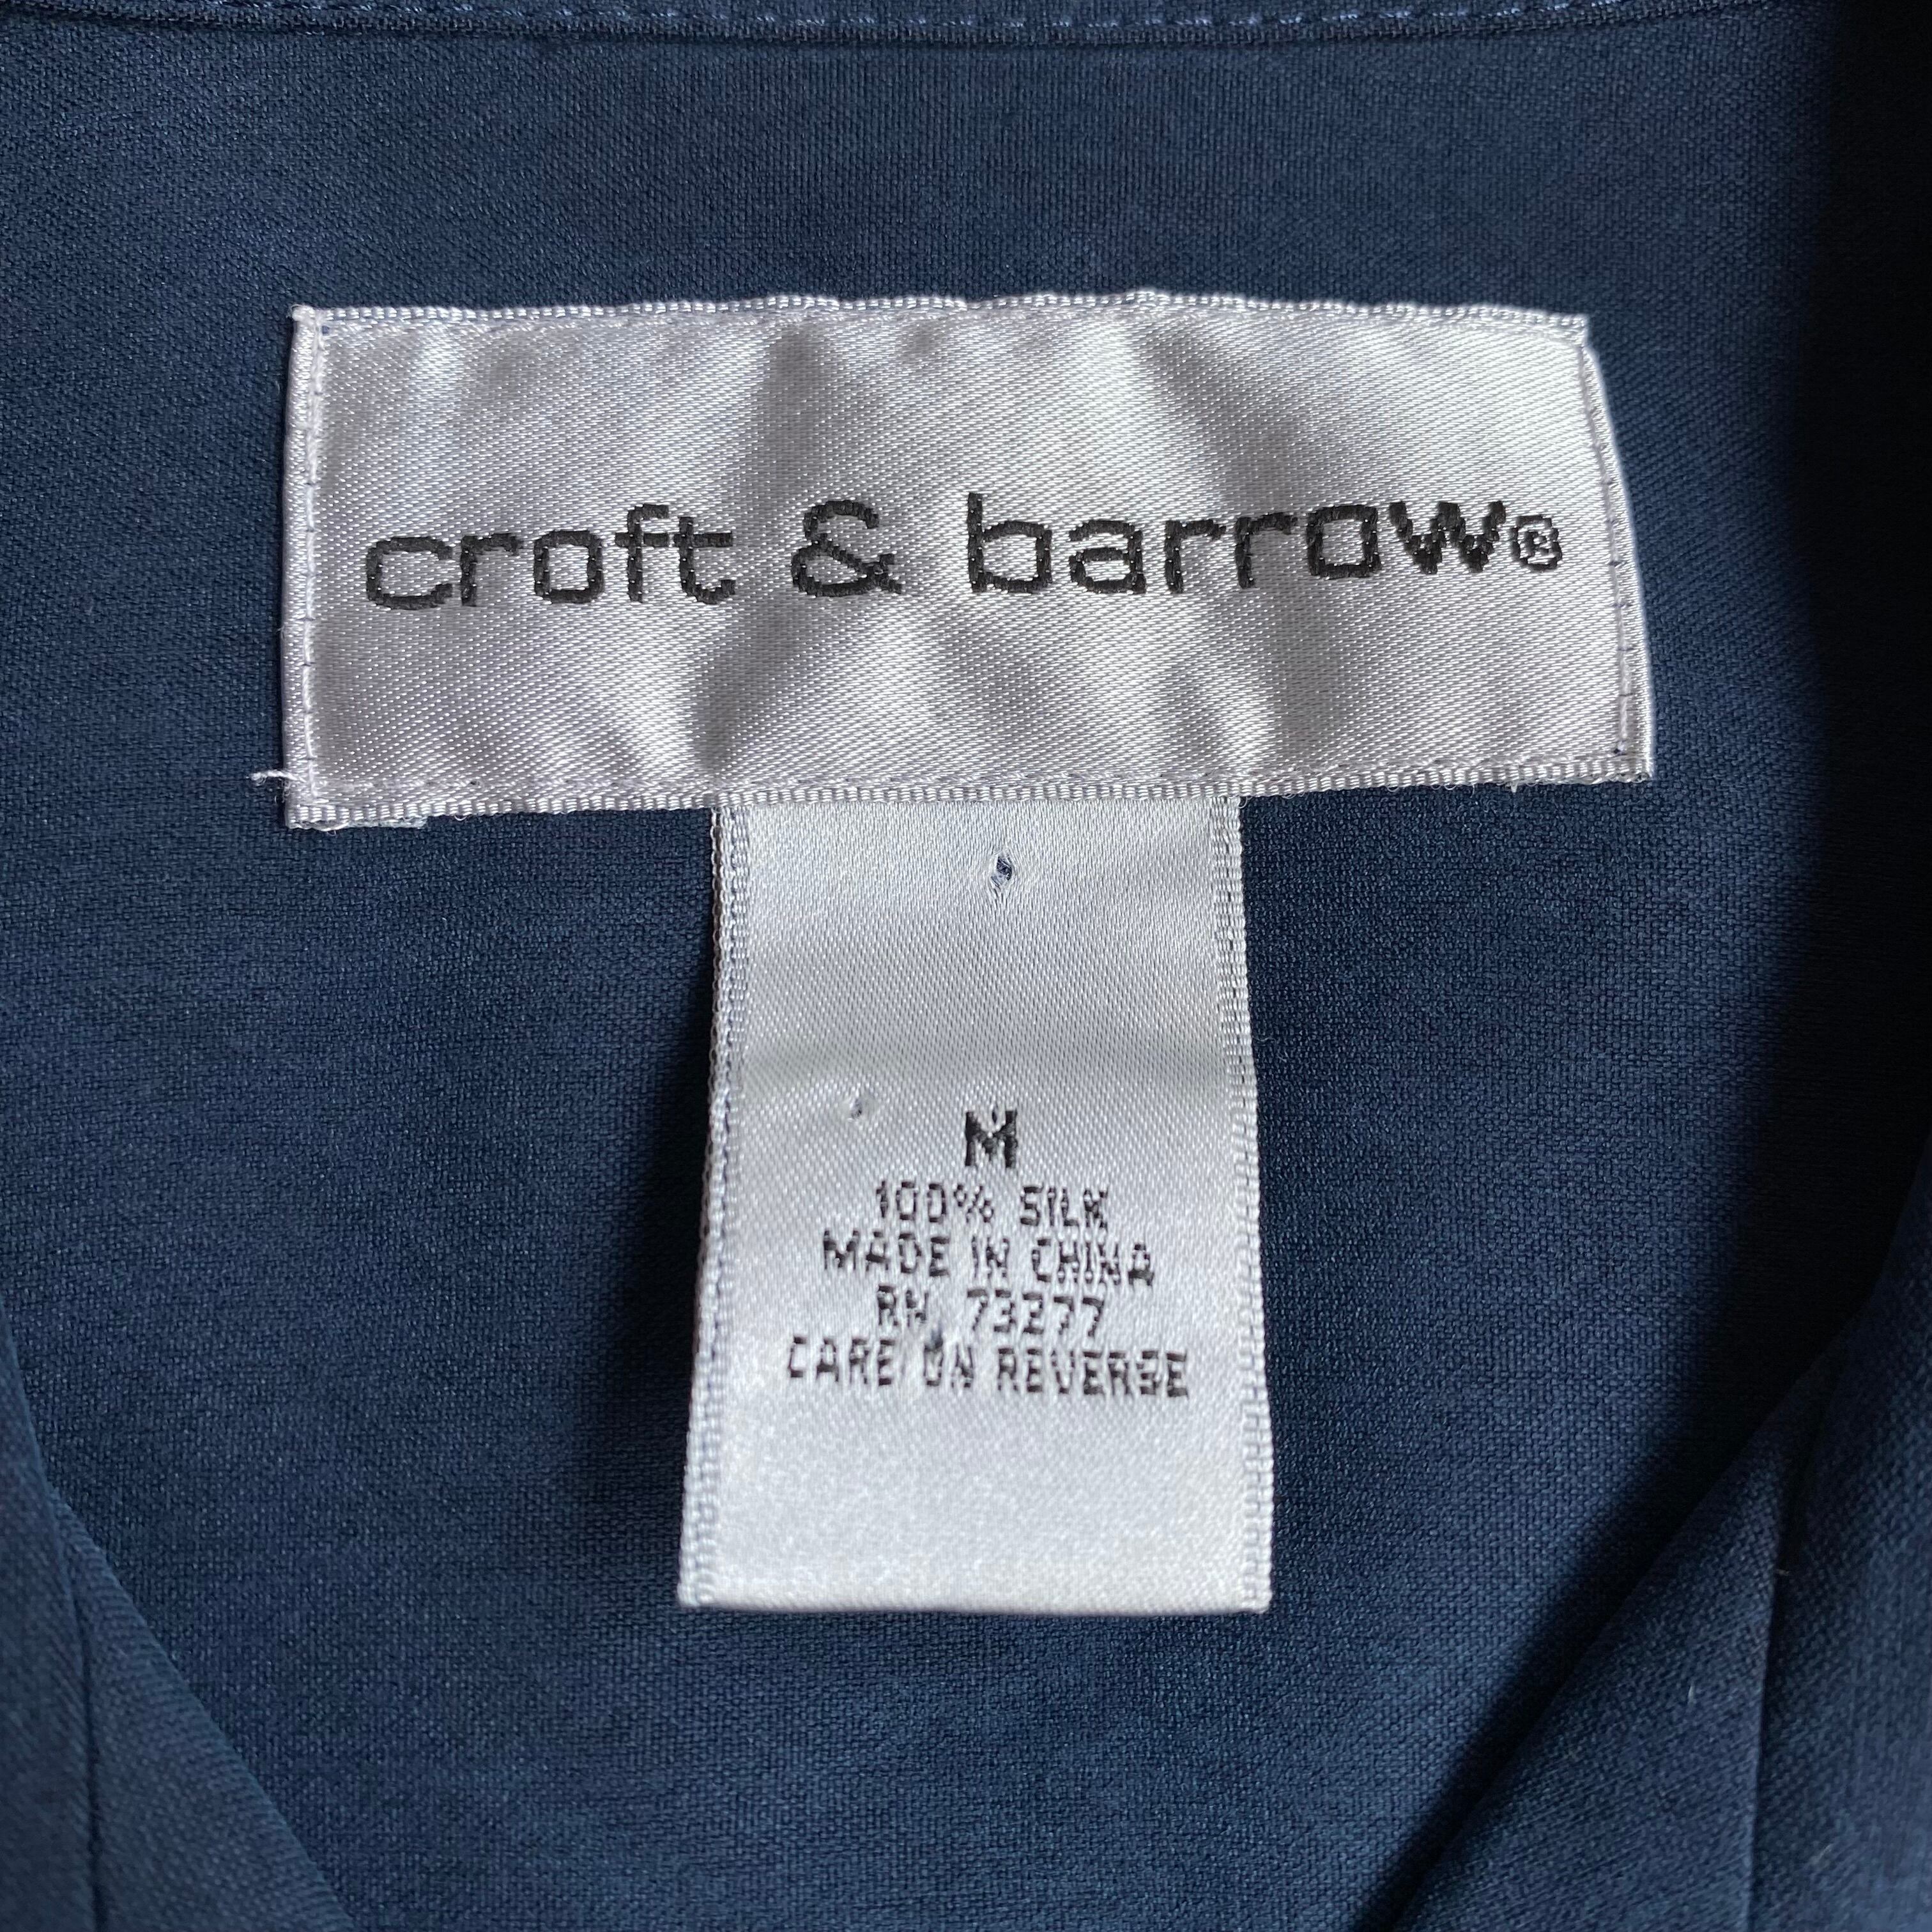 croft & barrow®
M
100% SILK
MADE IN CHINA
RN 73277
CARE ON REVERSE